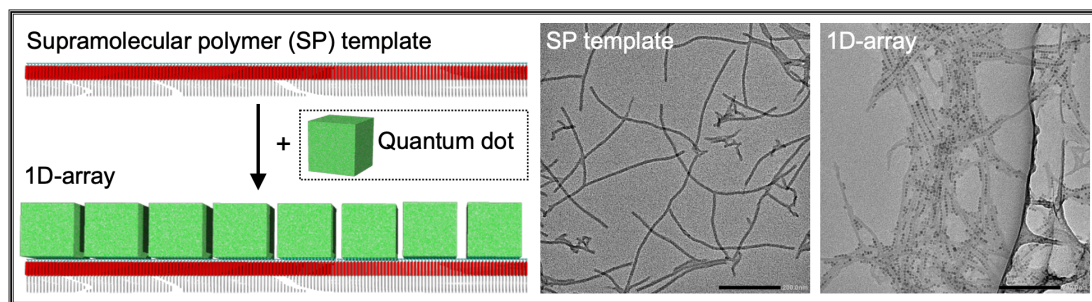 Supramolecular polymer (SP) template
+
Quantum dot
1D-array
SP template
1D-array